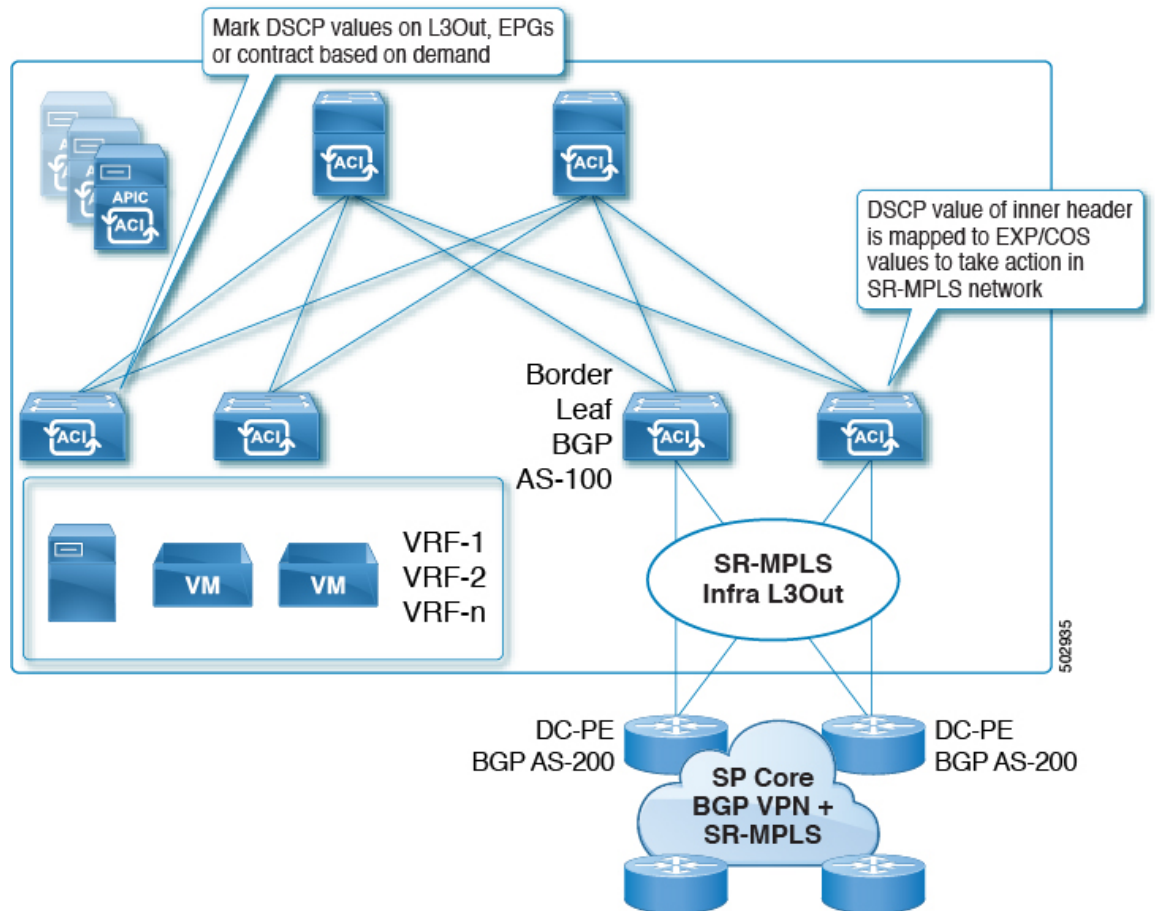 Mark DSCP values on L3Out, EPGs
or contract based on demand
ACI
ACI
A
A
APIC
ACI
DSCP value of inner header
is mapped to EXP/COS
values to take action in
SR-MPLS network
Border
Leaf
BGP
AS-100
ACI
ACI
ACI
ACI
VM
VM
VRF-1
VRF-2
VRF-n
SR-MPLS
Infra L3Out
502935
DC-PE
BGP AS-200
DC-PE
BGP AS-200
SP Core
BGP VPN +
SR-MPLS